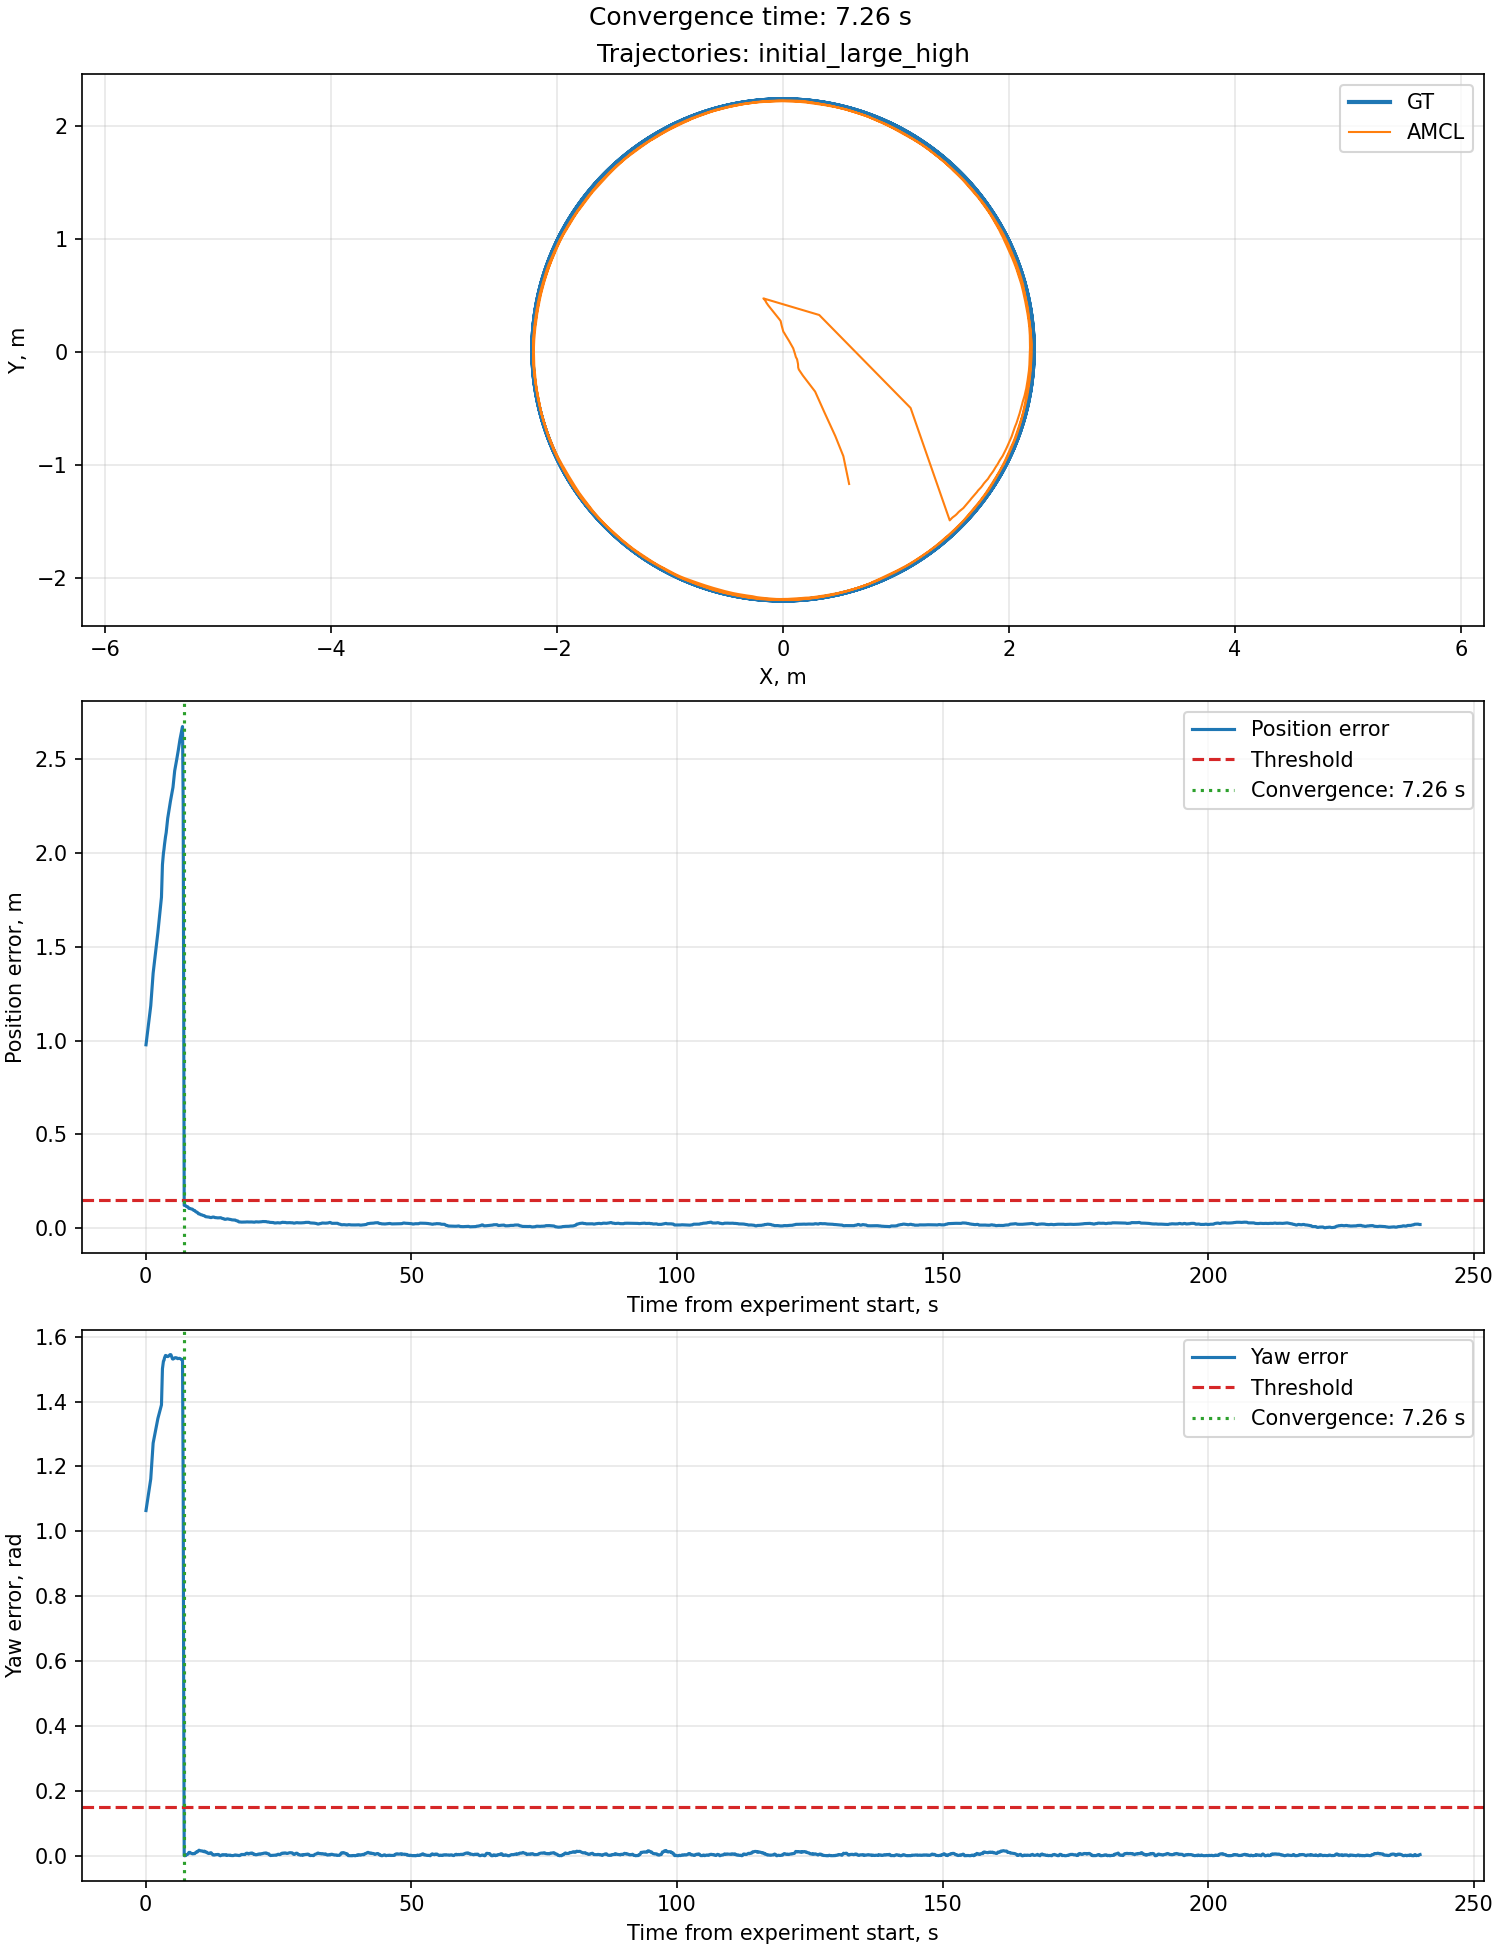 Convergence time: 7.26 s
Trajectories: initial_large_high
GT
AMCL
2
1
0
−1
−2
Y, m
−6
−4
−2
0
2
4
6
X, m
Position error
Threshold
Convergence: 7.26 s
2.5
2.0
1.5
1.0
0.5
0.0
Position error, m
0
50
100
150
200
250
Time from experiment start, s
Yaw error
Threshold
Convergence: 7.26 s
1.6
1.4
1.2
1.0
0.8
0.6
0.4
0.2
0.0
Yaw error, rad
0
50
100
150
200
250
Time from experiment start, s